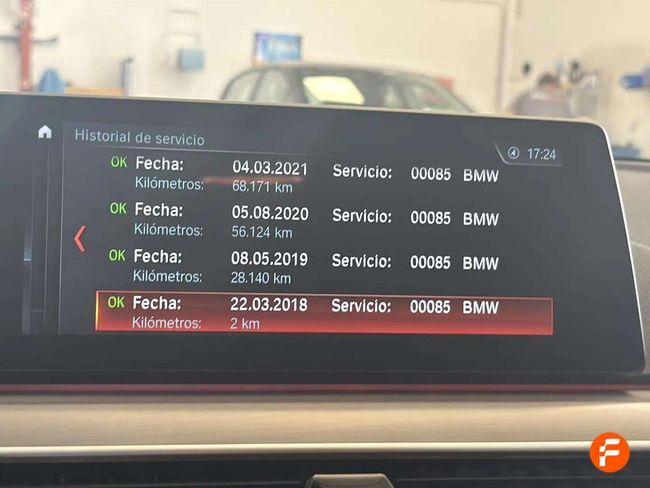 Historial de servicio
17:24
OK Fecha: 04.03.2021 Servicio: 00085 BMW
Kilómetros: 68.171 km
OK Fecha: 05.08.2020 Servicio: 00085 BMW
Kilómetros: 56.124 km
OK Fecha: 08.05.2019 Servicio: 00085 BMW
Kilómetros: 28.140 km
OK Fecha: 22.03.2018 Servicio: 00085 BMW
Kilómetros: 2 km